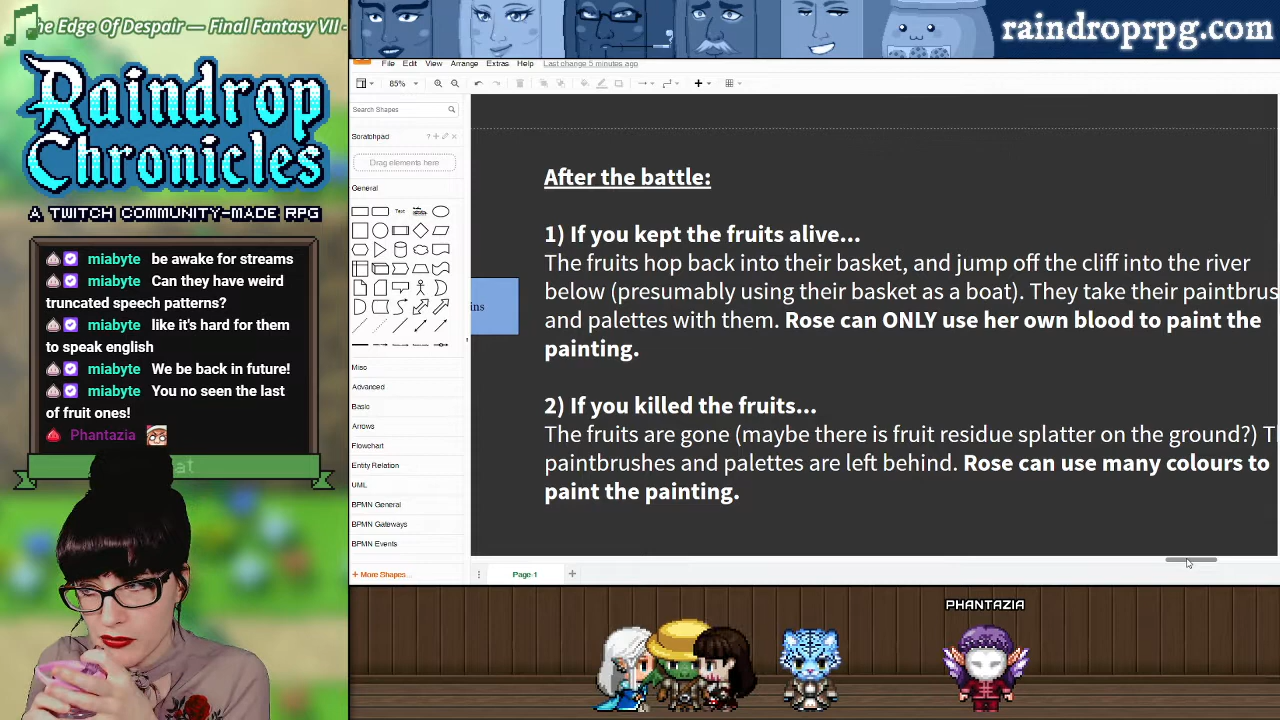 he Edge Of Despair — Final Fantasy VII -
raindroprpg.com
Raindrop
Chronicles
A TWITCH COMMUNITY-MADE RPG
File Edit View Arrange Extras Help Last change 5 minutes ago
85%
Search Shapes
Scratchpad
Drag elements here
General
Text
Misc
Advanced
Basic
Arrows
Flowchart
Entity Relation
UML
BPMN General
BPMN Gateways
BPMN Events
+ More Shapes...
Page-1
ins
After the battle:
1) If you kept the fruits alive...
The fruits hop back into their basket, and jump off the cliff into the river
below (presumably using their basket as a boat). They take their paintbrus
and palettes with them. Rose can ONLY use her own blood to paint the
painting.
2) If you killed the fruits...
The fruits are gone (maybe there is fruit residue splatter on the ground?) T
paintbrushes and palettes are left behind. Rose can use many colours to
paint the painting.
miabyte be awake for streams
miabyte Can they have weird
truncated speech patterns?
miabyte like it's hard for them
to speak english
miabyte We be back in future!
miabyte You no seen the last
of fruit ones!
Phantazia
at
PHANTAZIA